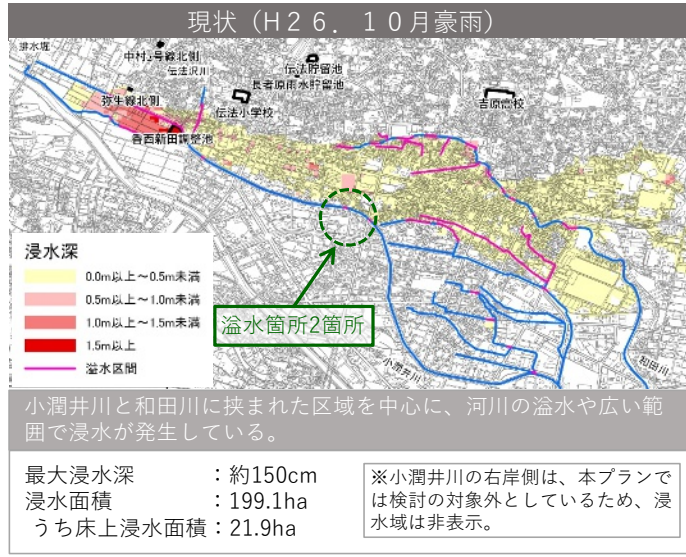 現状（H２６．１０月豪雨）
排水堀
中村2号線北側
伝法沢川
伝法貯留池
長者原雨水貯留池
吉原高校
弥生線北側
伝法小学校
香西新田調整池
浸水深
0.0m以上～0.5m未満
0.5m以上～1.0m未満
1.0m以上～1.5m未満
1.5m以上
溢水区間
溢水箇所2箇所
小潤井川
和田川
小潤井川と和田川に挟まれた区域を中心に、河川の溢水や広い範
囲で浸水が発生している。
最大浸水深　　：約150cm
浸水面積　　　：199.1ha
うち床上浸水面積：21.9ha
※小潤井川の右岸側は、本プランで
は検討の対象外としているため、浸
水域は非表示。